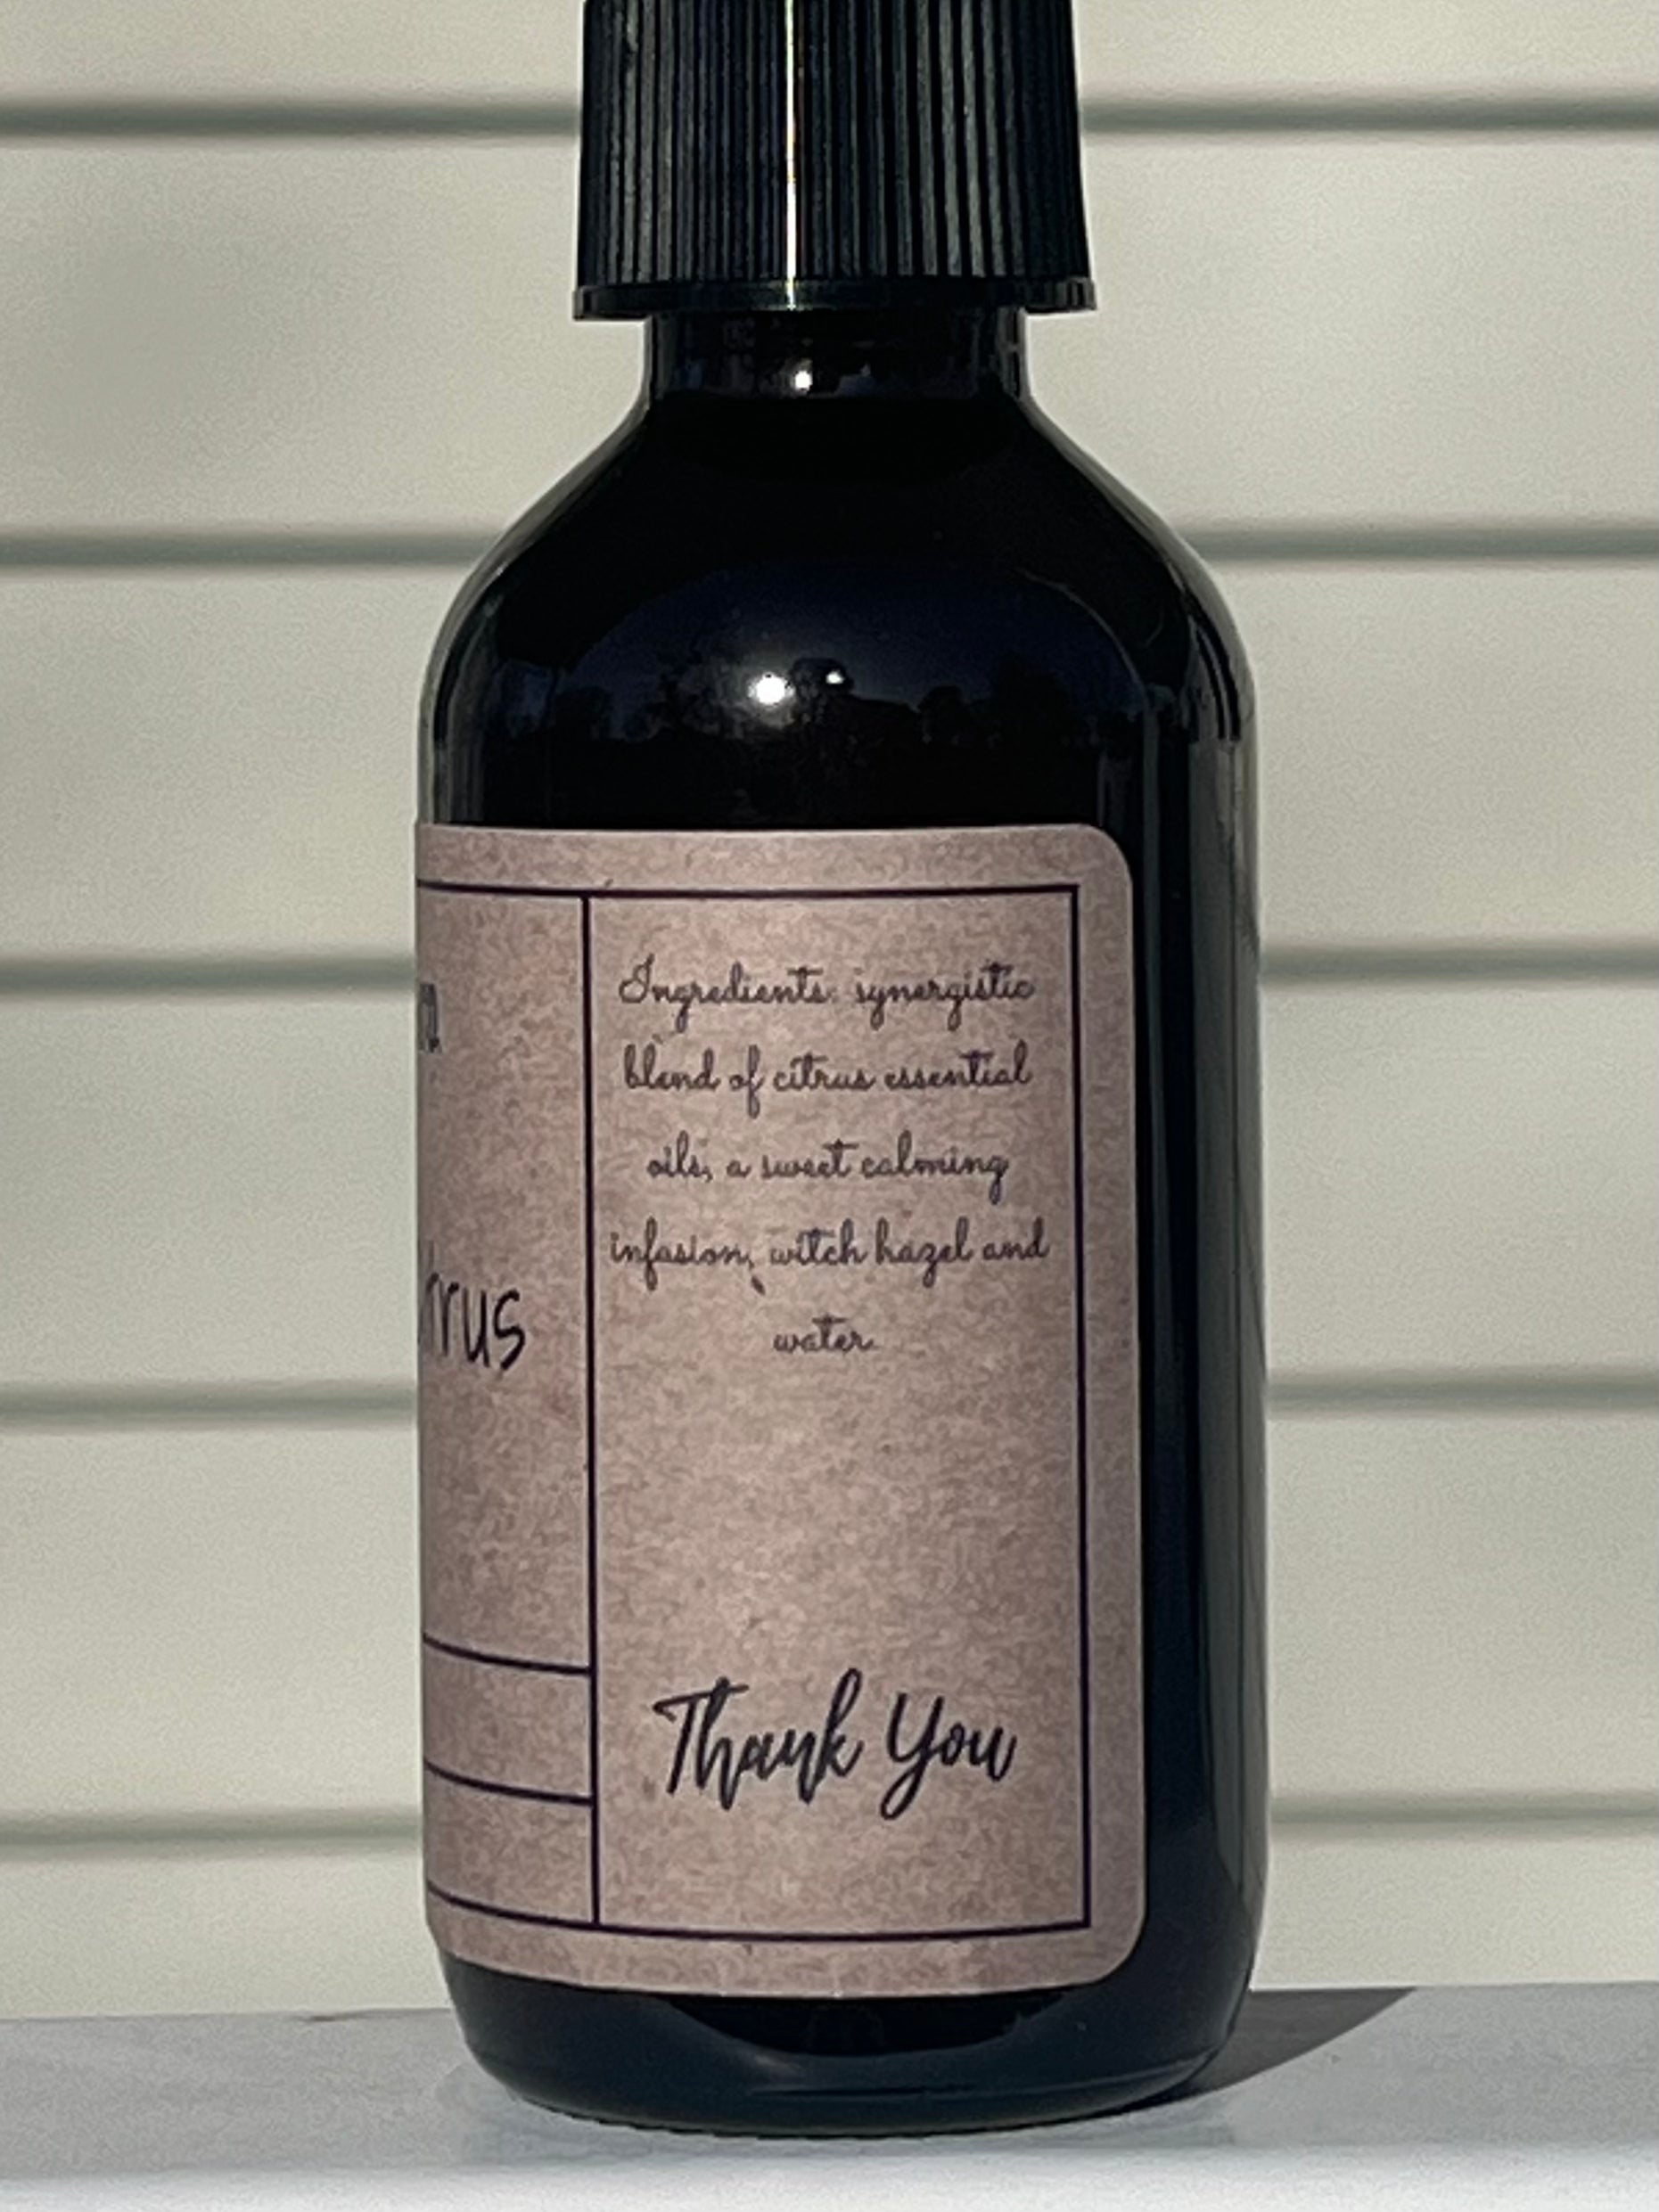 Ingredients: synergistic
blend of citrus essential
oils, a sweet calming
infusion, witch hazel and
water.
Thank You